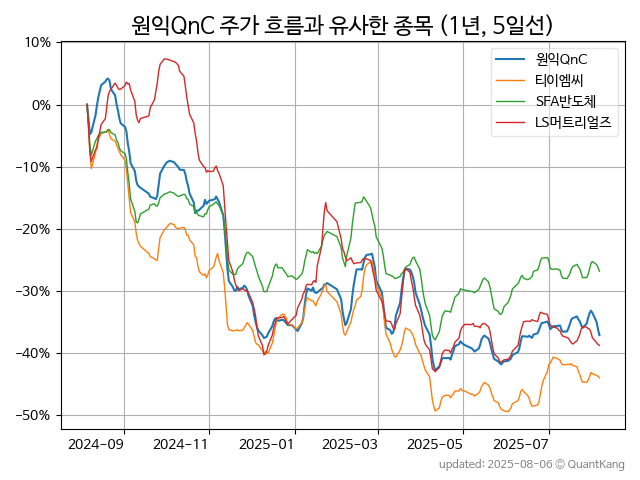 원익QnC 주가 흐름과 유사한 종목 (1년, 5일선)
10%
0%
−10%
−20%
−30%
−40%
−50%
원익QnC
티이엠씨
SFA반도체
LS머트리얼즈
2024−09
2024−11
2025−01
2025−03
2025−05
2025−07
updated: 2025-08-06 © QuantKang